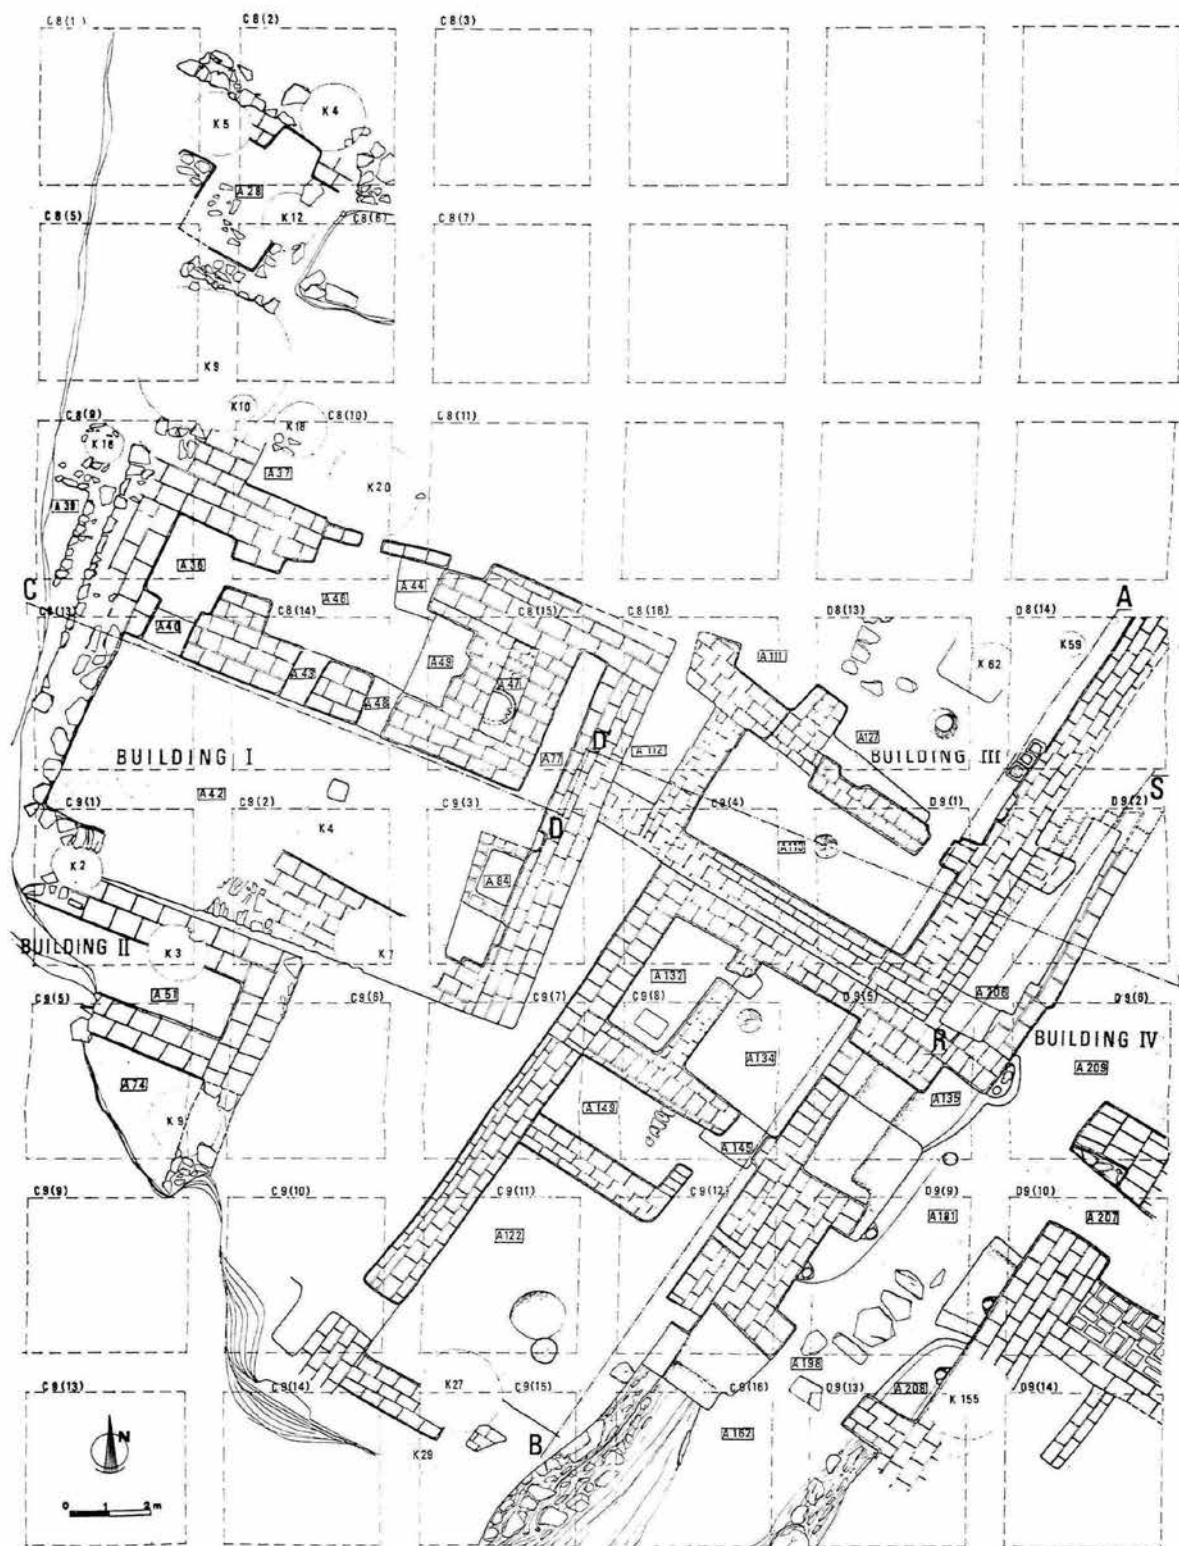 C8(1) C8(2) C8(3)
K5 K4
A28
K12
C8(5) C8(6) C8(7)
K9
K10 K18
C8(9) C8(10) C8(11)
K16
A37
K20
A39
A36
A44
A46
C A
C8(13) C8(14) C8(15) C8(16) D8(13) D8(14)
A40
A43
A48
A49
A47
A111
K62
K59
A127
BUILDING I
A77
D
A112
BUILDING III
S
A42
C9(1) C9(2) C9(3) C9(4) D9(1) D9(2)
K4
D
A113
K2
A84
BUILDING II
K3
K7
A132
A51
A206
C9(5) C9(6) C9(7) C9(8) D9(5) D9(6)
R
BUILDING IV
A134
A209
A74
A135
A149
K9
A145
C9(9) C9(10) C9(11) C9(12) D9(9) D9(10)
A181
A207
A122
A196
K27
A208
K155
C9(13) C9(14) C9(15) C9(16) D9(13) D9(14)
A162
N
B
K29
0 1 2m